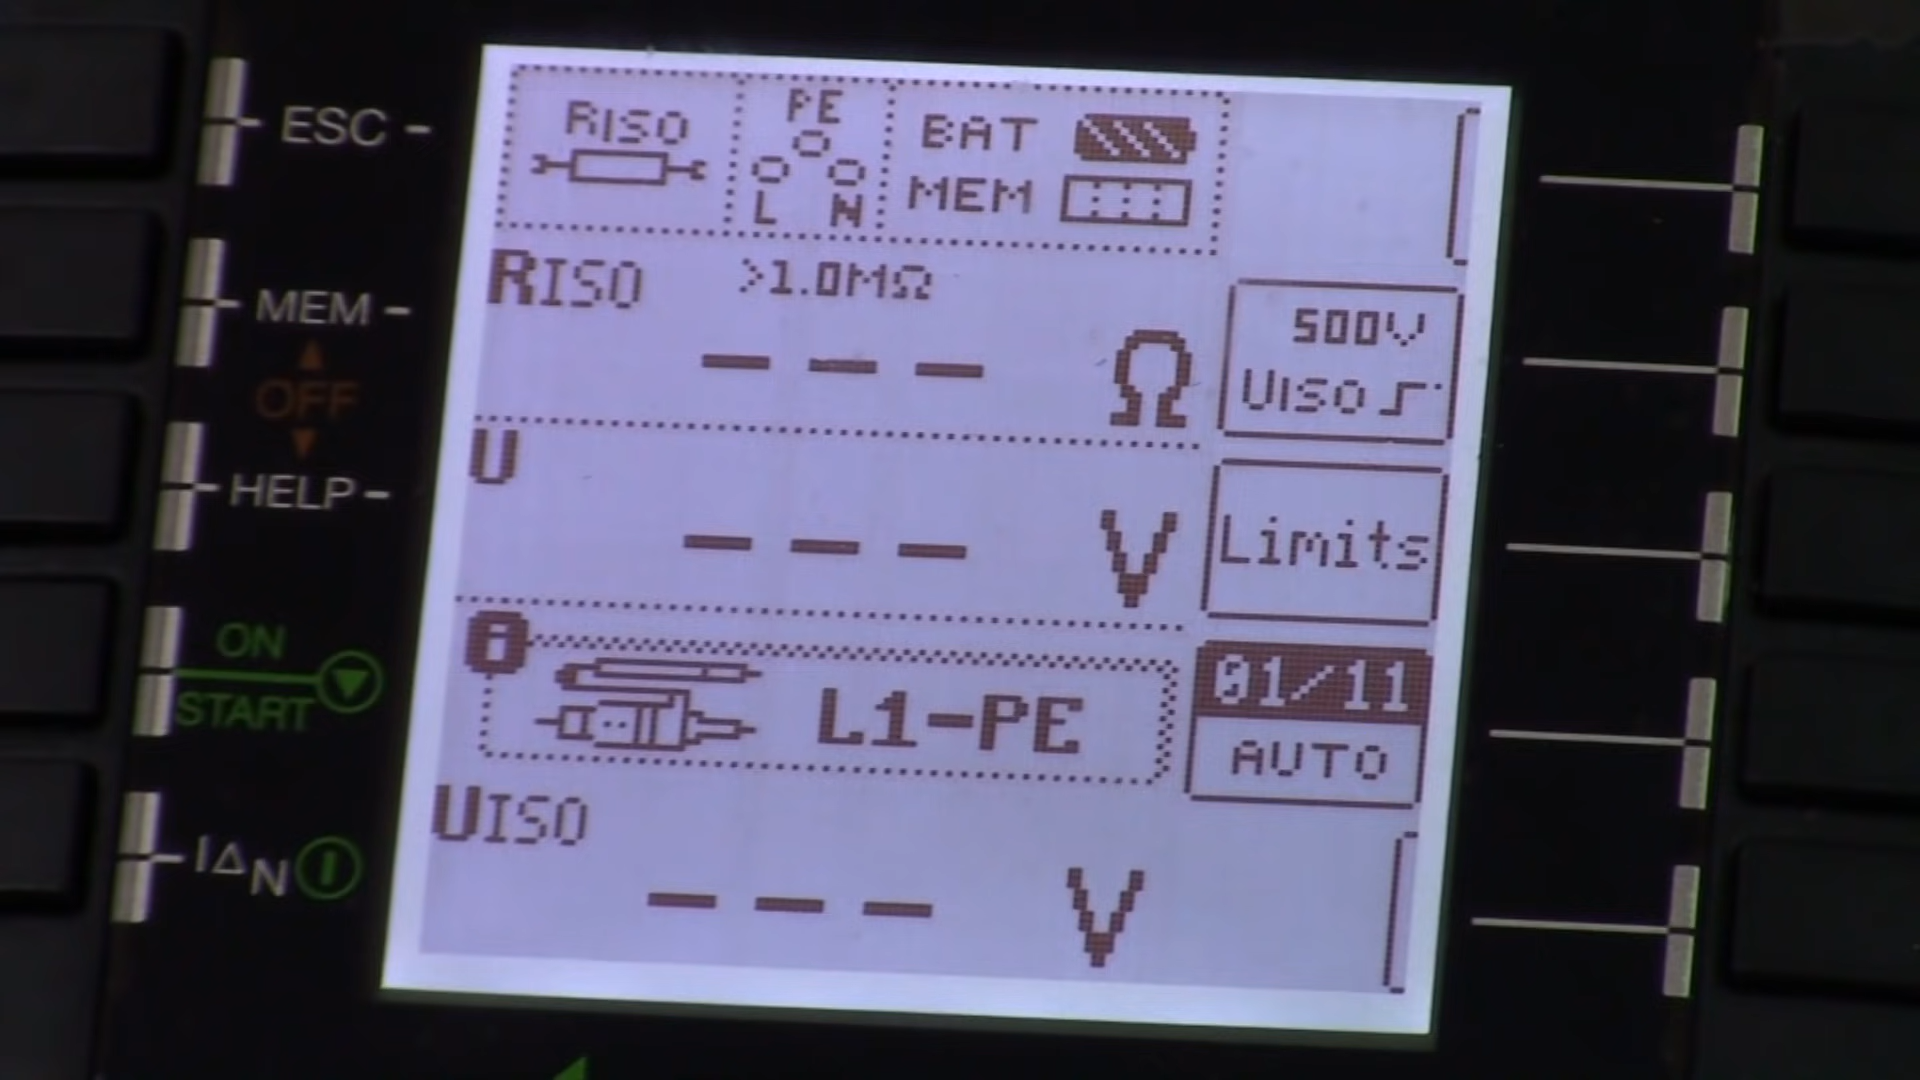 ESC
MEM
OFF
HELP
ON
START
IΔN
RISO
PE
L N
BAT
MEM
RISO >1.0MΩ
--- Ω
500V
UISO
U
--- V
Limits
i
L1-PE
01/11
AUTO
UISO
--- V